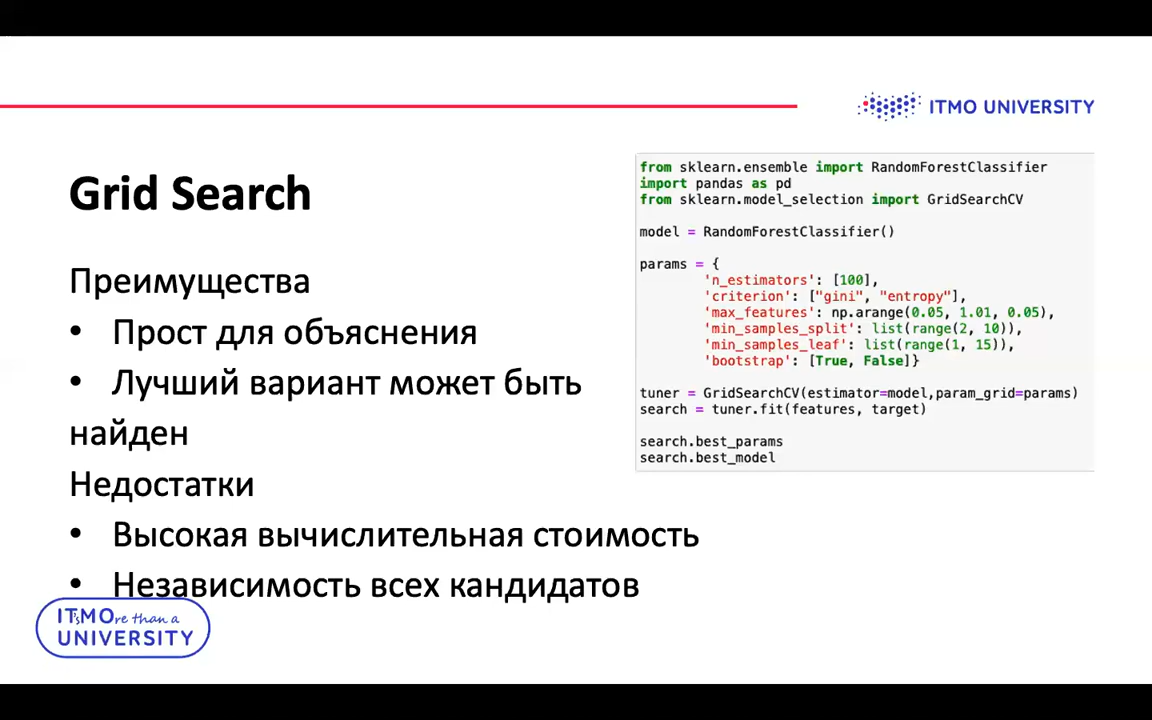 ITMO UNIVERSITY
Grid Search
Преимущества
• Прост для объяснения
• Лучший вариант может быть
найден
Недостатки
• Высокая вычислительная стоимость
• Независимость всех кандидатов
from sklearn.ensemble import RandomForestClassifier
import pandas as pd
from sklearn.model_selection import GridSearchCV
model = RandomForestClassifier()
params = {
'n_estimators': [100],
'criterion': ["gini", "entropy"],
'max_features': np.arange(0.05, 1.01, 0.05),
'min_samples_split': list(range(2, 10)),
'min_samples_leaf': list(range(1, 15)),
'bootstrap': [True, False]}
tuner = GridSearchCV(estimator=model,param_grid=params)
search = tuner.fit(features, target)
search.best_params
search.best_model
IT's MOre than a
UNIVERSITY